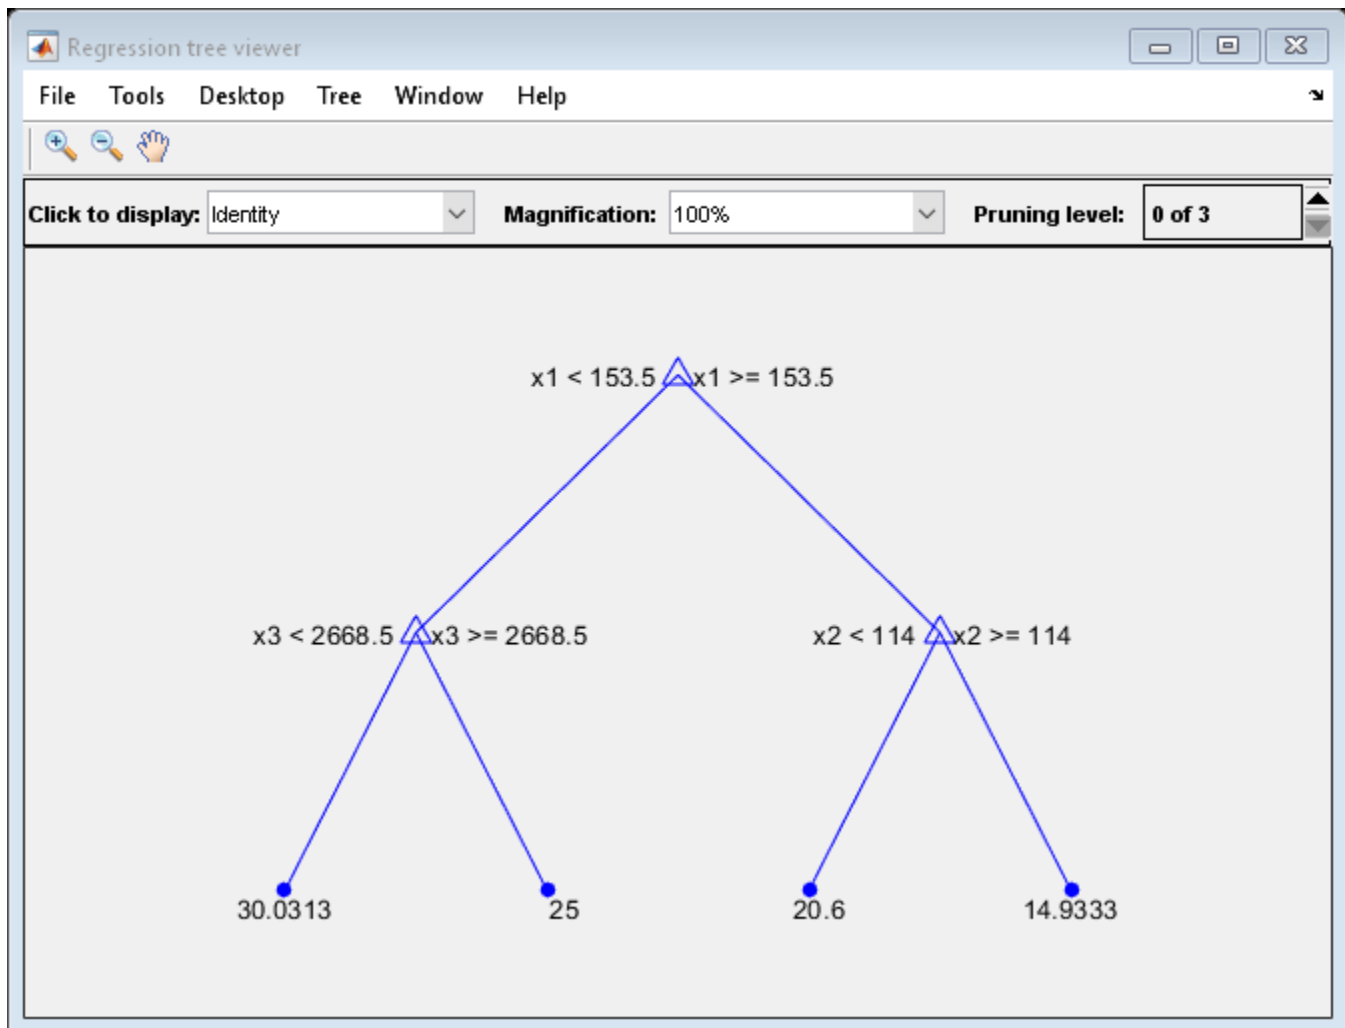 Regression tree viewer
File Tools Desktop Tree Window Help
Click to display: Identity Magnification: 100% Pruning level: 0 of 3
x1 < 153.5 x1 >= 153.5
x3 < 2668.5 x3 >= 2668.5 x2 < 114 x2 >= 114
30.0313 25 20.6 14.9333